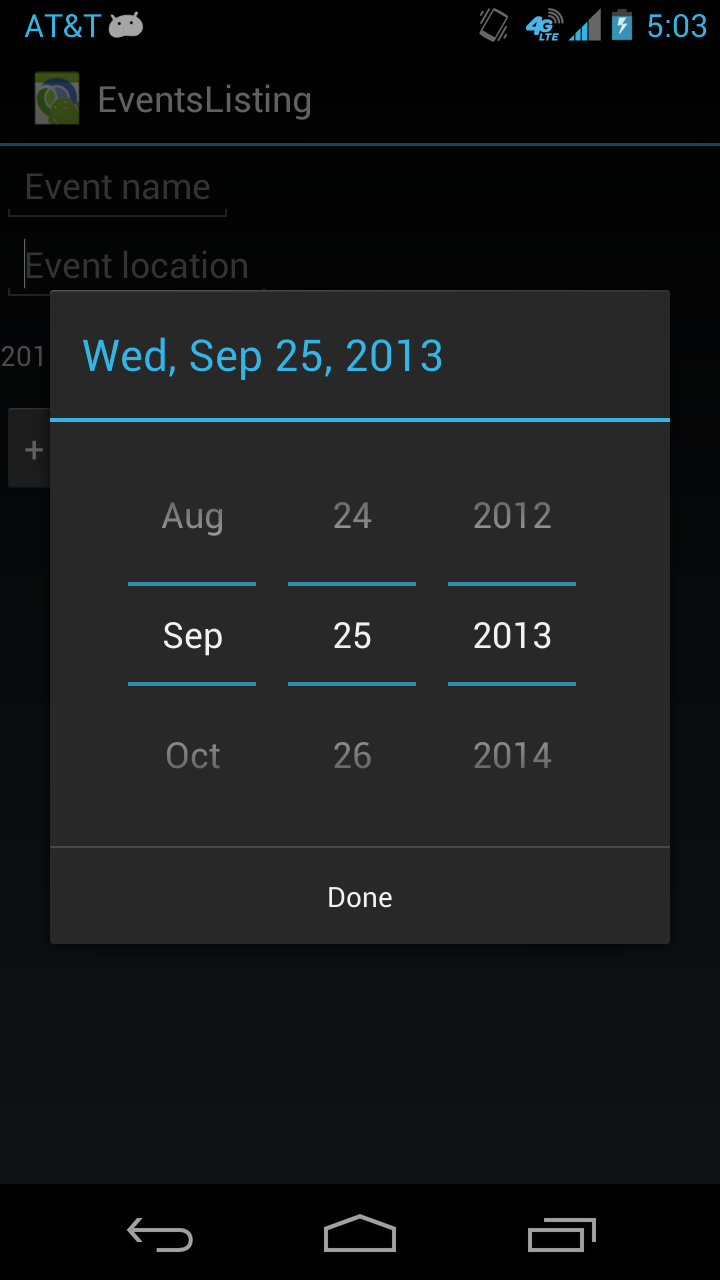 AT&T 4G LTE 5:03
EventsListing
Event name
Event location
201
Wed, Sep 25, 2013
+
Aug 24 2012
Sep 25 2013
Oct 26 2014
Done